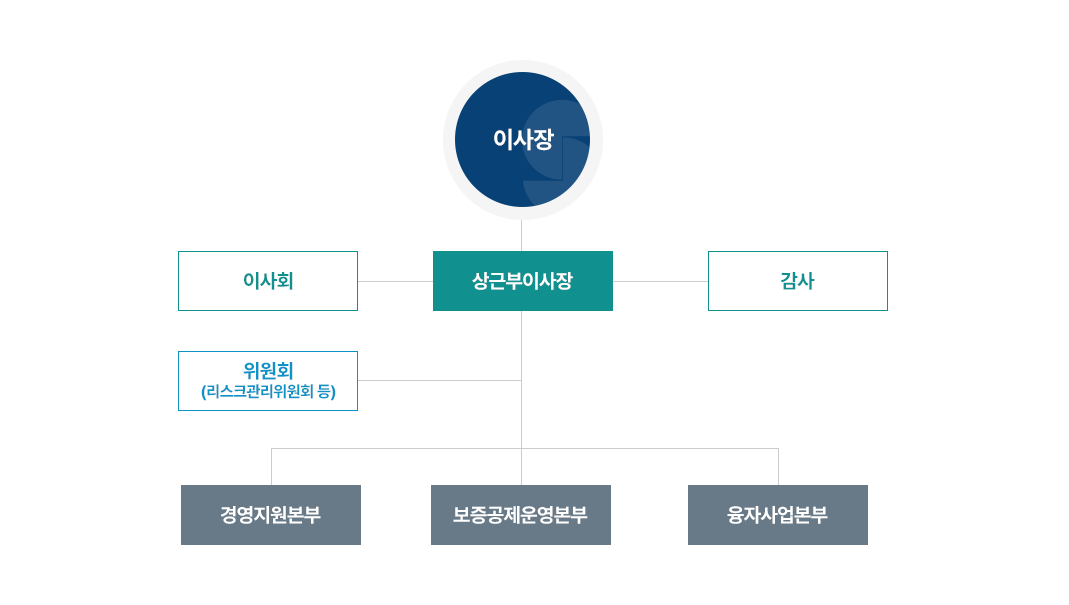 이사장
이사회
상근부이사장
감사
위원회
(리스크관리위원회 등)
경영지원본부
보증공제운영본부
융자사업본부